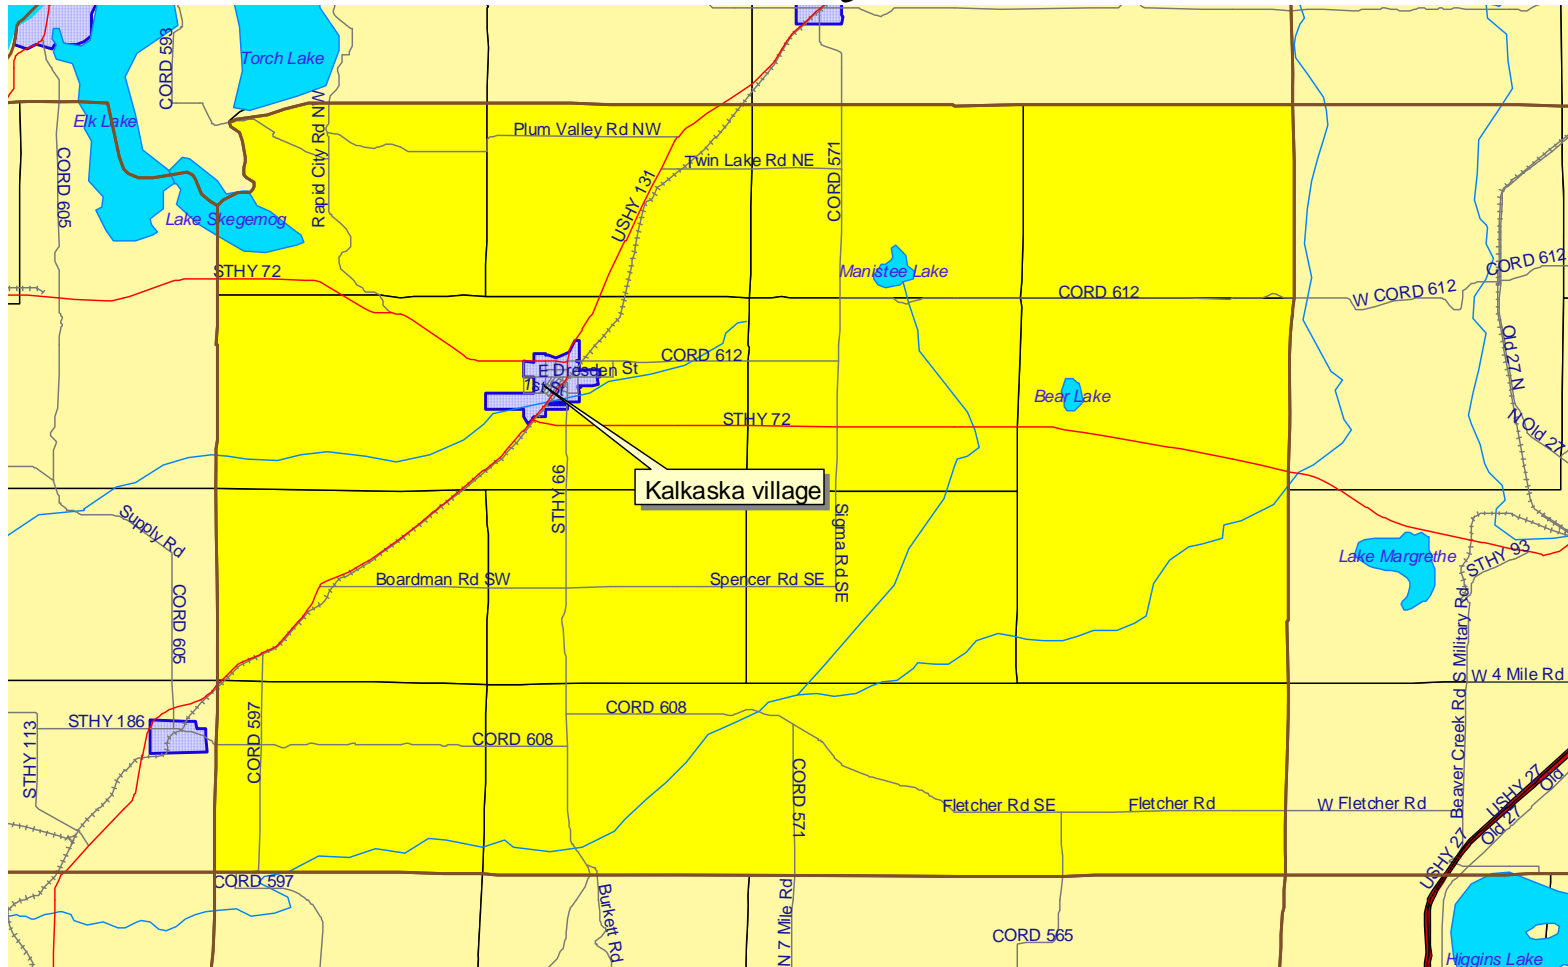 CORD 593
Torch Lake
Elk Lake
Rapid City Rd NW
Plum Valley Rd NW
Twin Lake Rd NE
CORD 571
CORD 605
USHY 131
Lake Skegemog
STHY 72
Manistee Lake
CORD 612
W CORD 612
CORD 612
Old 27 N
CORD 612
E Dresden St
1st St
Bear Lake
STHY 72
N Old 27
Kalkaska village
STHY 66
Sigma Rd SE
Supply Rd
Lake Margrethe
STHY 93
Boardman Rd SW
Spencer Rd SE
CORD 605
Beaver Creek Rd S Military Rd
W 4 Mile Rd
STHY 186
STHY 113
CORD 597
CORD 608
CORD 608
CORD 571
Fletcher Rd SE
Fletcher Rd
W Fletcher Rd
USHY 27
Old
Old 27
USHY 27
CORD 597
Burkett Rd
N 7 Mile Rd
CORD 565
Higgins Lake